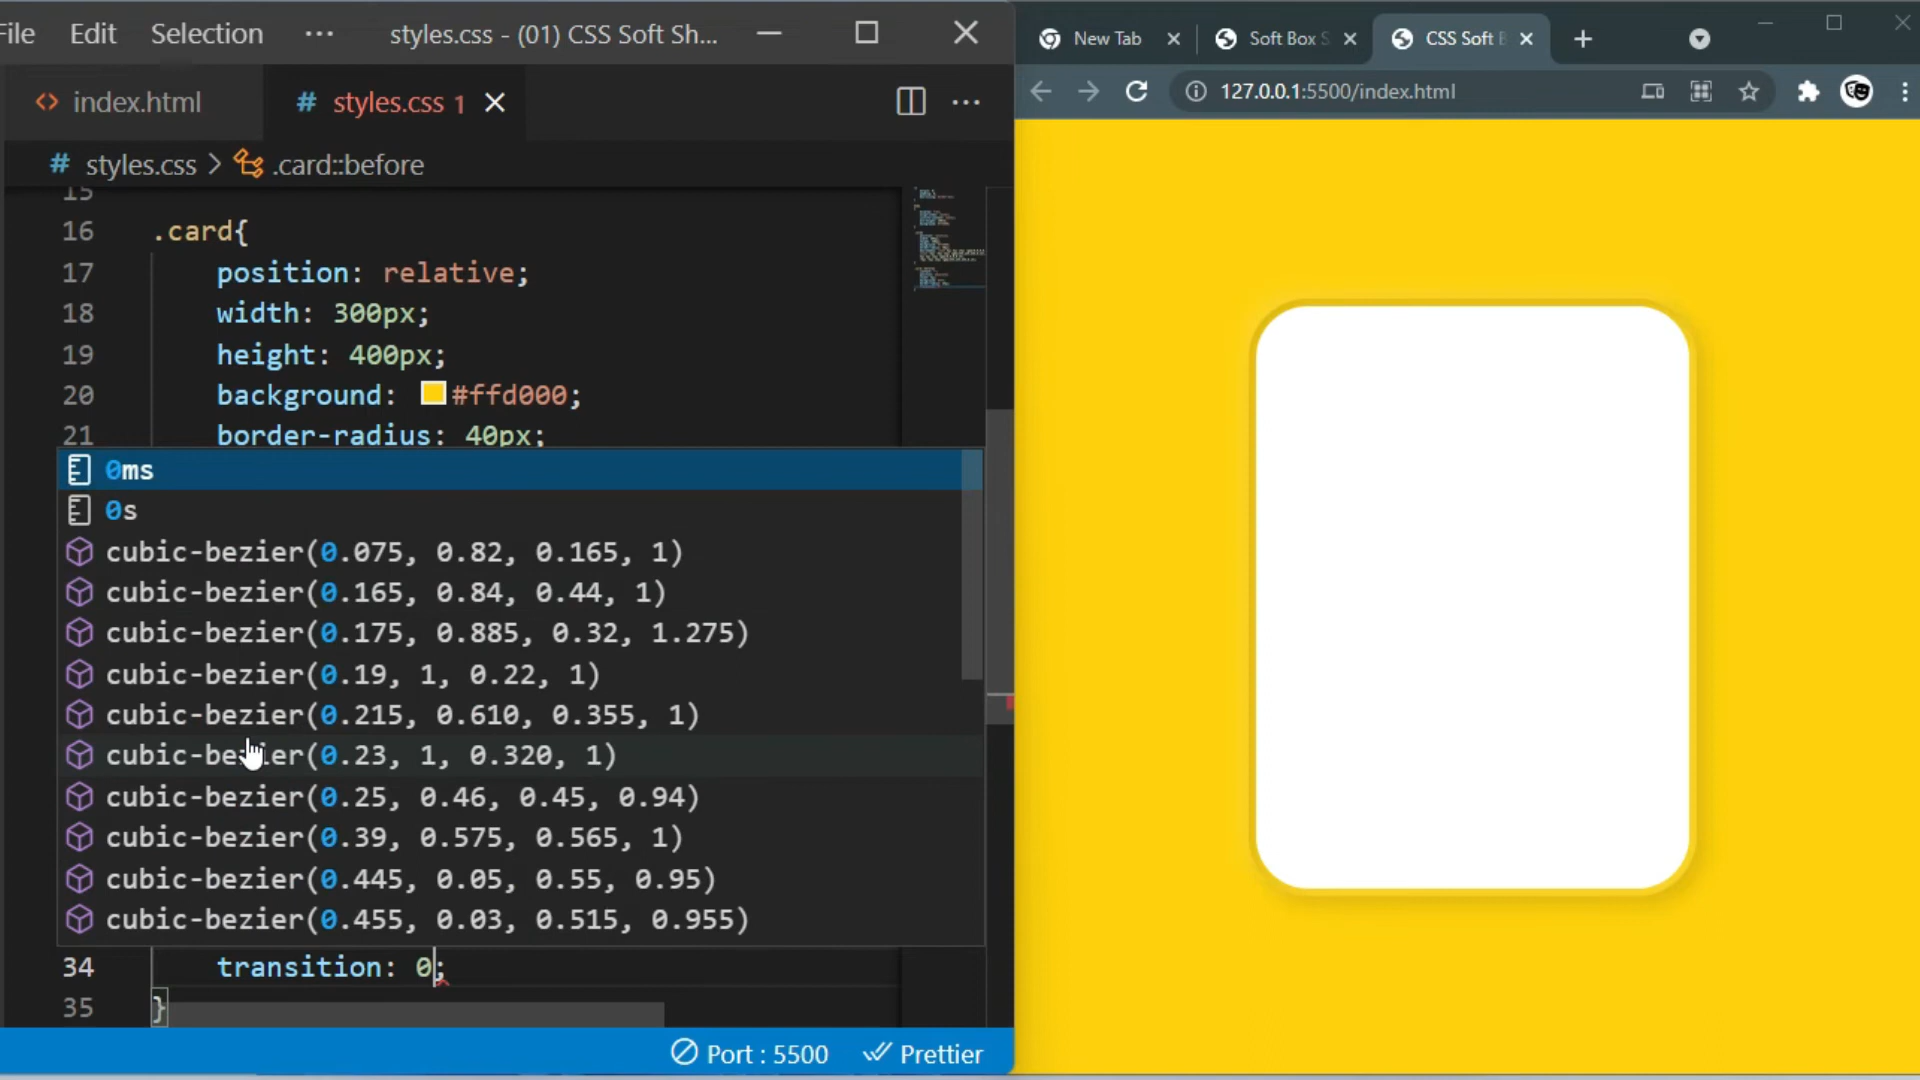 File Edit Selection ··· styles.css - (01) CSS Soft Sh...
New Tab
Soft Box S
CSS Soft B
index.html
# styles.css 1
127.0.0.1:5500/index.html
# styles.css > .card::before
15
16 .card{
17 position: relative;
18 width: 300px;
19 height: 400px;
20 background: #ffd000;
21 border-radius: 40px;
0ms
0s
cubic-bezier(0.075, 0.82, 0.165, 1)
cubic-bezier(0.165, 0.84, 0.44, 1)
cubic-bezier(0.175, 0.885, 0.32, 1.275)
cubic-bezier(0.19, 1, 0.22, 1)
cubic-bezier(0.215, 0.610, 0.355, 1)
cubic-bezier(0.23, 1, 0.320, 1)
cubic-bezier(0.25, 0.46, 0.45, 0.94)
cubic-bezier(0.39, 0.575, 0.565, 1)
cubic-bezier(0.445, 0.05, 0.55, 0.95)
cubic-bezier(0.455, 0.03, 0.515, 0.955)
34 transition: 0;
35 }
Port : 5500 Prettier